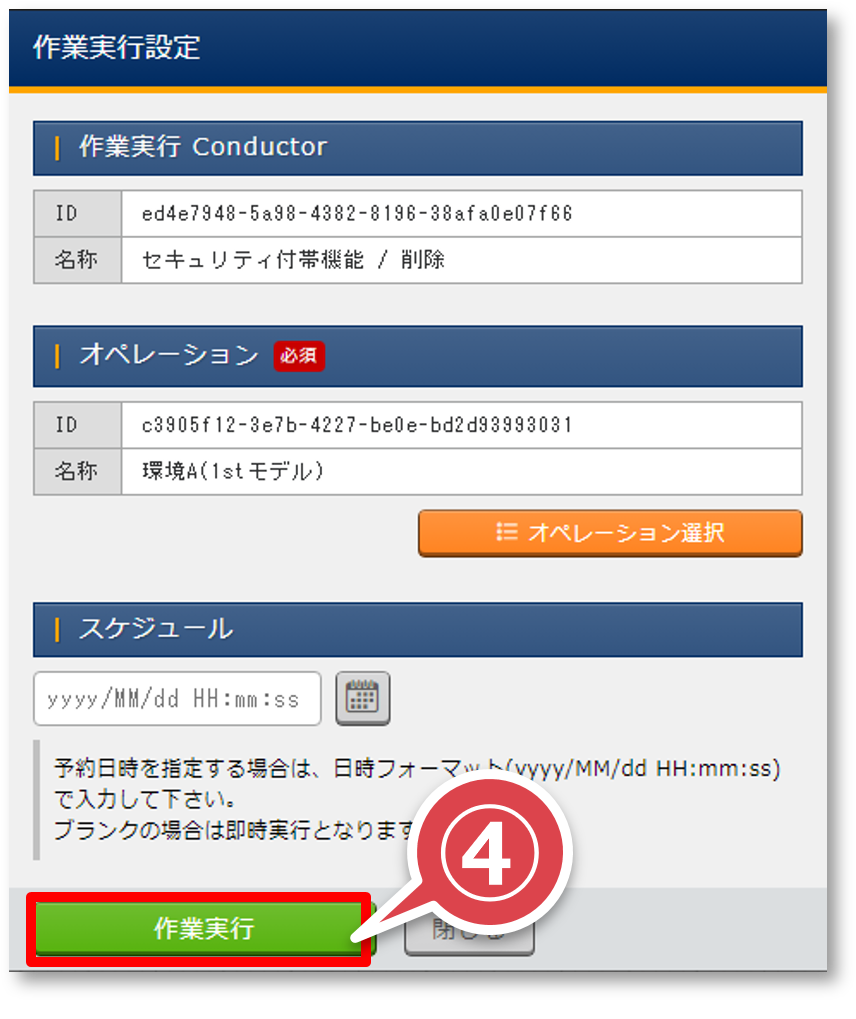 作業実行設定
作業実行 Conductor
ID ed4e7948-5a98-4382-8196-38afa0e07f66
名称 セキュリティ付帯機能 / 削除
オペレーション 必須
ID c3905f12-3e7b-4227-be0e-bd2d93993031
名称 環境A(1stモデル)
オペレーション選択
スケジュール
yyyy/MM/dd HH:mm:ss
予約日時を指定する場合は、日時フォーマット(yyyy/MM/dd HH:mm:ss)
で入力して下さい。
ブランクの場合は即時実行となります
4
作業実行